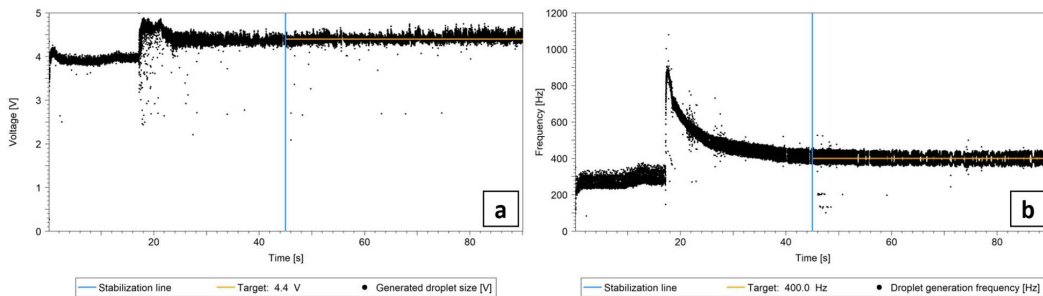 5
4
3
2
1
0
Voltage [V]
20
40
60
80
Time [s]
a
Stabilization line
Target: 4.4 V
Generated droplet size [V]
1200
1000
800
600
400
200
0
Frequency [Hz]
20
40
60
80
Time [s]
b
Stabilization line
Target: 400.0 Hz
Droplet generation frequency [Hz]